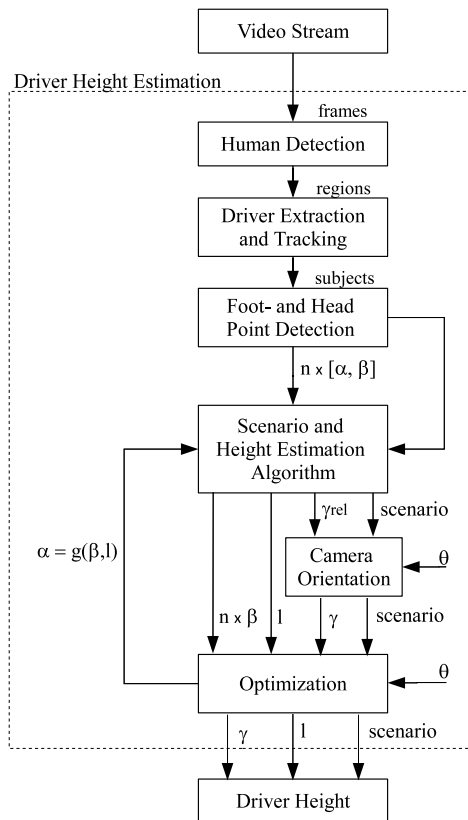 Video Stream
Driver Height Estimation
frames
Human Detection
regions
Driver Extraction
and Tracking
subjects
Foot- and Head
Point Detection
n x [α, β]
Scenario and
Height Estimation
Algorithm
γrel
scenario
α = g(β,l)
Camera
Orientation
θ
n x β
l
γ
scenario
Optimization
θ
γ
l
scenario
Driver Height